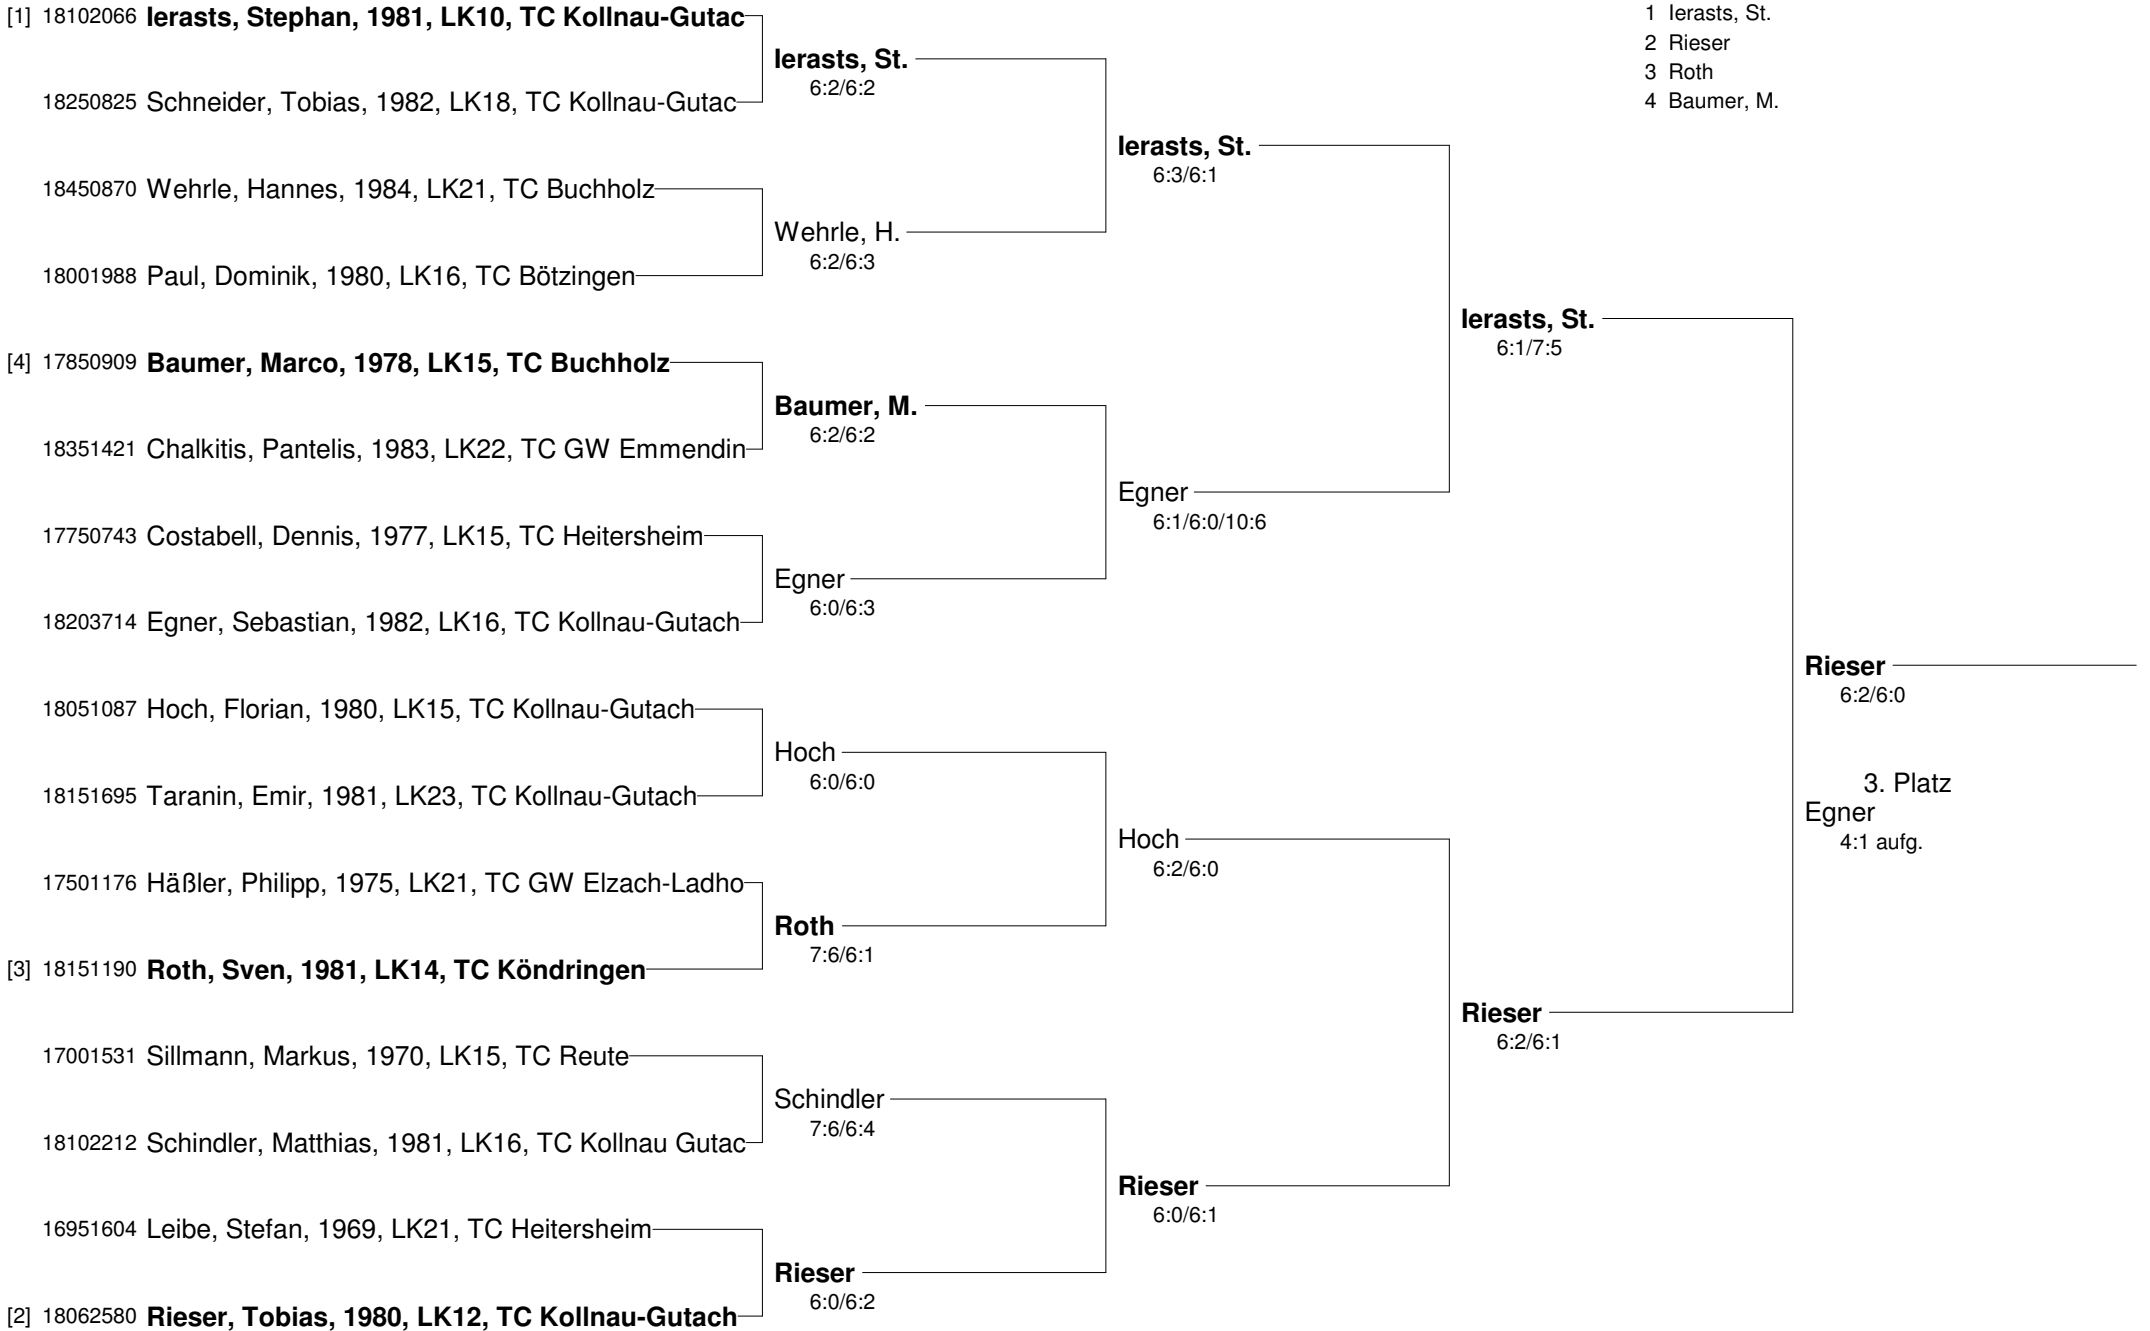 [1] 18102066 Ierasts, Stephan, 1981, LK10, TC Kollnau-Gutac
18250825 Schneider, Tobias, 1982, LK18, TC Kollnau-Gutac
18450870 Wehrle, Hannes, 1984, LK21, TC Buchholz
18001988 Paul, Dominik, 1980, LK16, TC Bötzingen
[4] 17850909 Baumer, Marco, 1978, LK15, TC Buchholz
18351421 Chalkitis, Pantelis, 1983, LK22, TC GW Emmendin
17750743 Costabell, Dennis, 1977, LK15, TC Heitersheim
18203714 Egner, Sebastian, 1982, LK16, TC Kollnau-Gutach
18051087 Hoch, Florian, 1980, LK15, TC Kollnau-Gutach
18151695 Taranin, Emir, 1981, LK23, TC Kollnau-Gutach
17501176 Häßler, Philipp, 1975, LK21, TC GW Elzach-Ladho
[3] 18151190 Roth, Sven, 1981, LK14, TC Köndringen
17001531 Sillmann, Markus, 1970, LK15, TC Reute
18102212 Schindler, Matthias, 1981, LK16, TC Kollnau Gutac
16951604 Leibe, Stefan, 1969, LK21, TC Heitersheim
[2] 18062580 Rieser, Tobias, 1980, LK12, TC Kollnau-Gutach
Ierasts, St.
6:2/6:2
Wehrle, H.
6:2/6:3
Baumer, M.
6:2/6:2
Egner
6:0/6:3
Hoch
6:0/6:0
Roth
7:6/6:1
Schindler
7:6/6:4
Rieser
6:0/6:2
Ierasts, St.
6:3/6:1
Egner
6:1/6:0/10:6
Hoch
6:2/6:0
Rieser
6:0/6:1
Ierasts, St.
6:1/7:5
Rieser
6:2/6:1
Rieser
6:2/6:0
3. Platz
Egner
4:1 aufg.
1 Ierasts, St.
2 Rieser
3 Roth
4 Baumer, M.